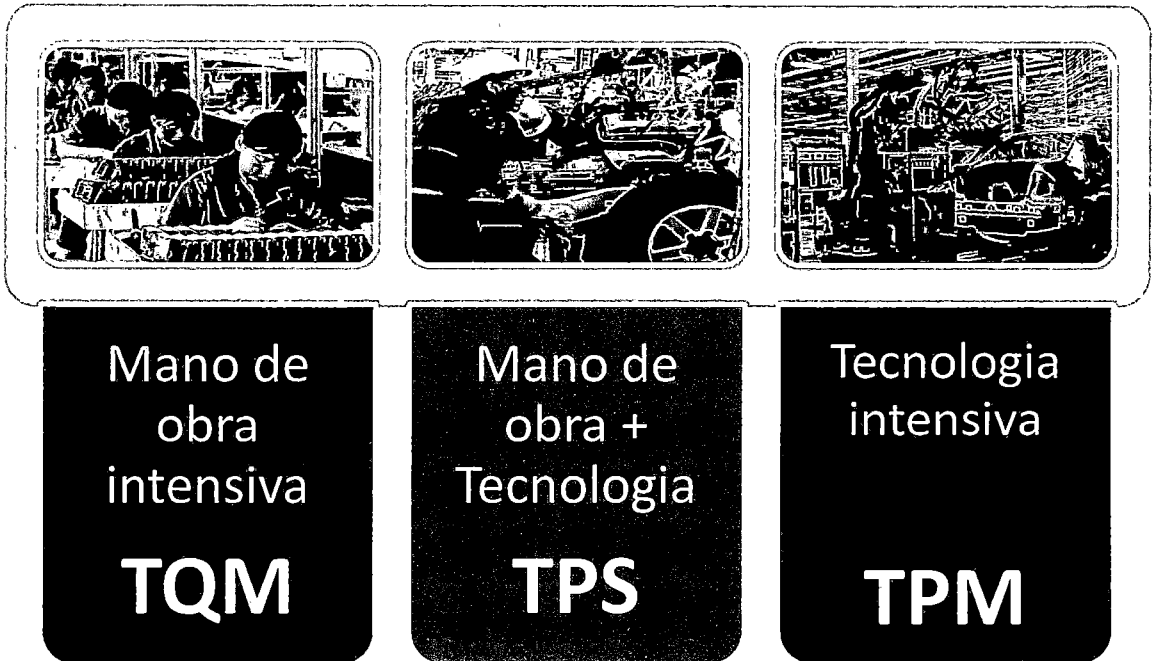 Mano de
obra
intensiva
TQM
Mano de
obra +
Tecnologia
TPS
Tecnologia
intensiva
TPM